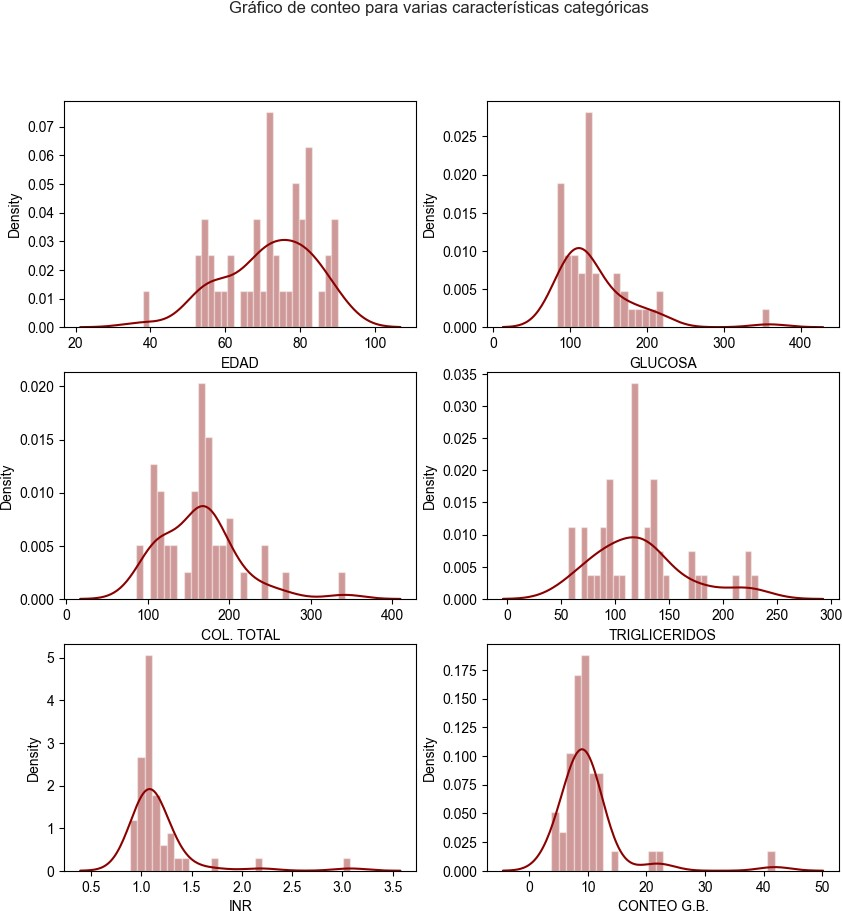 Gráfico de conteo para varias características categóricas
0.07
0.06
0.05
0.04
0.03
0.02
0.01
0.00
Density
20 40 60 80 100
EDAD
0.025
0.020
0.015
0.010
0.005
0.000
Density
0 100 200 300 400
GLUCOSA
0.020
0.015
0.010
0.005
0.000
Density
0 100 200 300 400
COL. TOTAL
0.035
0.030
0.025
0.020
0.015
0.010
0.005
0.000
Density
0 50 100 150 200 250 300
TRIGLICERIDOS
5
4
3
2
1
0
Density
0.5 1.0 1.5 2.0 2.5 3.0 3.5
INR
0.175
0.150
0.125
0.100
0.075
0.050
0.025
0.000
Density
0 10 20 30 40 50
CONTEO G.B.